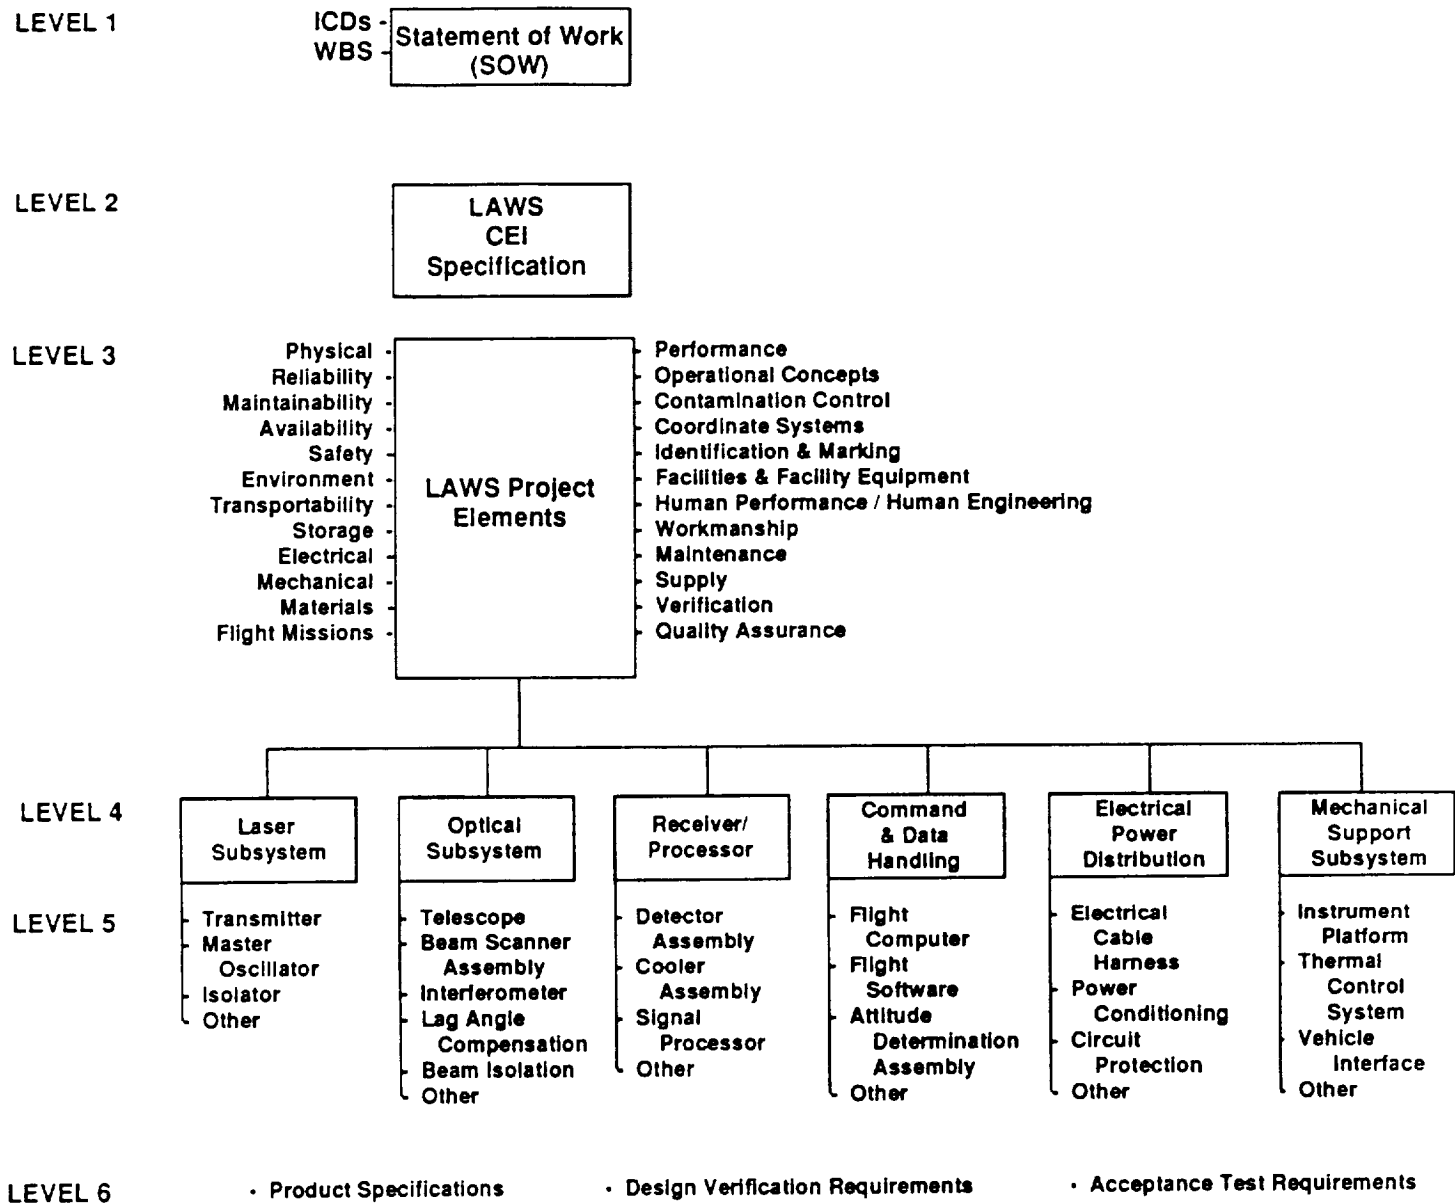 LEVEL 1
ICDs
WBS
Statement of Work
(SOW)
LEVEL 2
LAWS
CEI
Specification
LEVEL 3
Physical
Reliability
Maintainability
Availability
Safety
Environment
Transportability
Storage
Electrical
Mechanical
Materials
Flight Missions
LAWS Project
Elements
Performance
Operational Concepts
Contamination Control
Coordinate Systems
Identification & Marking
Facilities & Facility Equipment
Human Performance / Human Engineering
Workmanship
Maintenance
Supply
Verification
Quality Assurance
LEVEL 4
Laser
Subsystem
Optical
Subsystem
Receiver/
Processor
Command
& Data
Handling
Electrical
Power
Distribution
Mechanical
Support
Subsystem
LEVEL 5
Transmitter
Master
Oscillator
Isolator
Other
Telescope
Beam Scanner
Assembly
Interferometer
Lag Angle
Compensation
Beam Isolation
Other
Detector
Assembly
Cooler
Assembly
Signal
Processor
Other
Flight
Computer
Flight
Software
Attitude
Determination
Assembly
Other
Electrical
Cable
Harness
Power
Conditioning
Circuit
Protection
Other
Instrument
Platform
Thermal
Control
System
Vehicle
Interface
Other
LEVEL 6
• Product Specifications
• Design Verification Requirements
• Acceptance Test Requirements